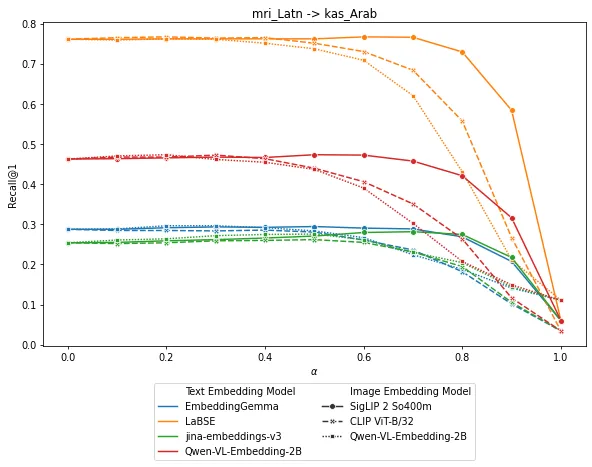 mri_Latn -> kas_Arab
Recall@1
0.8
0.7
0.6
0.5
0.4
0.3
0.2
0.1
0.0
0.0 0.2 0.4 0.6 0.8 1.0
α
Text Embedding Model Image Embedding Model
EmbeddingGemma SigLIP 2 So400m
LaBSE CLIP ViT-B/32
jina-embeddings-v3 Qwen-VL-Embedding-2B
Qwen-VL-Embedding-2B